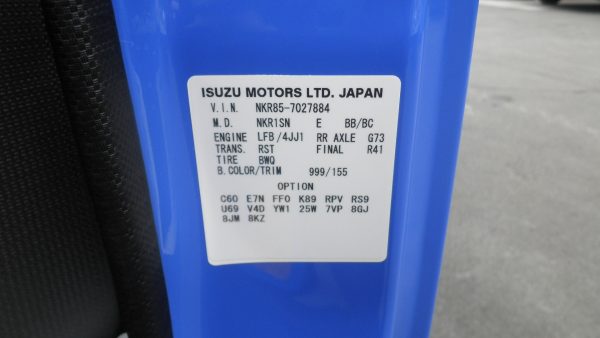 ISUZU MOTORS LTD. JAPAN
V.I.N. NKR85-7027884
M.D. NKR1SN E BB/BC
ENGINE LFB/4JJ1 RR AXLE G73
TRANS. RST FINAL R41
TIRE BWQ
B.COLOR/TRIM 999/155
OPTION
C60 E7N FF0 K89 RPV RS9
U69 V4D YW1 25W 7VP 8GJ
8JM 8KZ